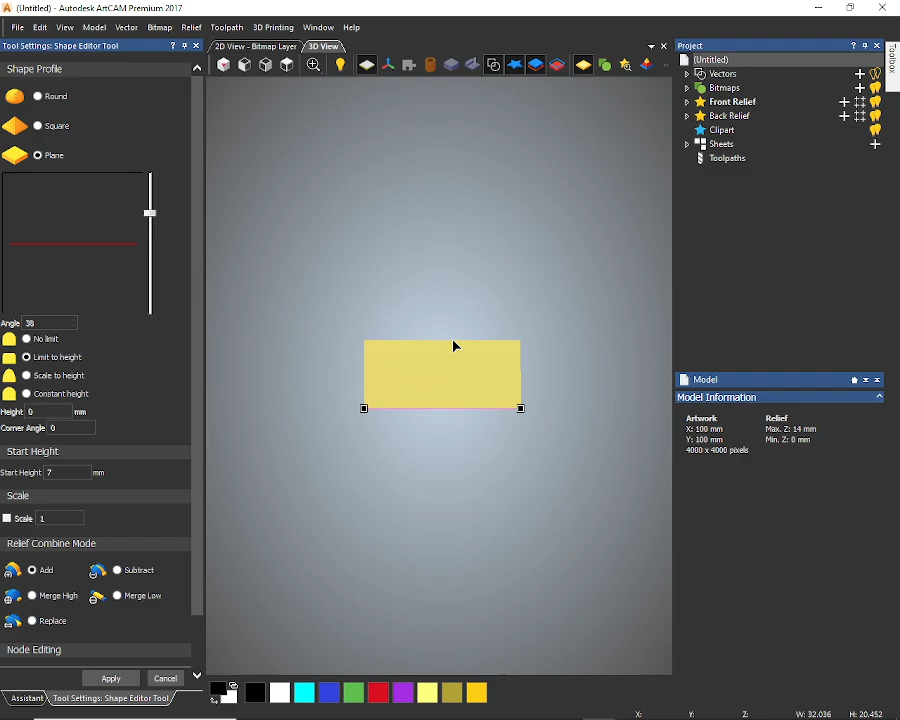 (Untitled) - Autodesk ArtCAM Premium 2017
File Edit View Model Vector Bitmap Relief Toolpath 3D Printing Window Help
Tool Settings: Shape Editor Tool
2D View - Bitmap Layer 3D View
Project
Toolbox
Shape Profile
Round
Square
Plane
Angle 38
No limit
Limit to height
Scale to height
Constant height
Height 0 mm
Corner Angle 0
Start Height
Start Height 7 mm
Scale
Scale 1
Relief Combine Mode
Add Subtract
Merge High Merge Low
Replace
Node Editing
Apply Cancel
Assistant Tool Settings: Shape Editor Tool
(Untitled)
Vectors
Bitmaps
Front Relief
Back Relief
Clipart
Sheets
Toolpaths
Model
Model Information
Artwork Relief
X: 100 mm Max. Z: 14 mm
Y: 100 mm Min. Z: 0 mm
4000 x 4000 pixels
X: Y: Z: W: 32.036 H: 20.452